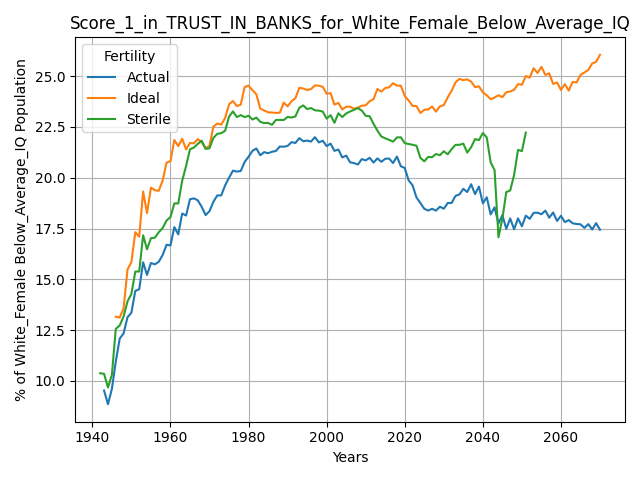 Score_1_in_TRUST_IN_BANKS_for_White_Female_Below_Average_IQ
Fertility
Actual
Ideal
Sterile
% of White_Female Below_Average_IQ Population
25.0
22.5
20.0
17.5
15.0
12.5
10.0
1940
1960
1980
2000
2020
2040
2060
Years